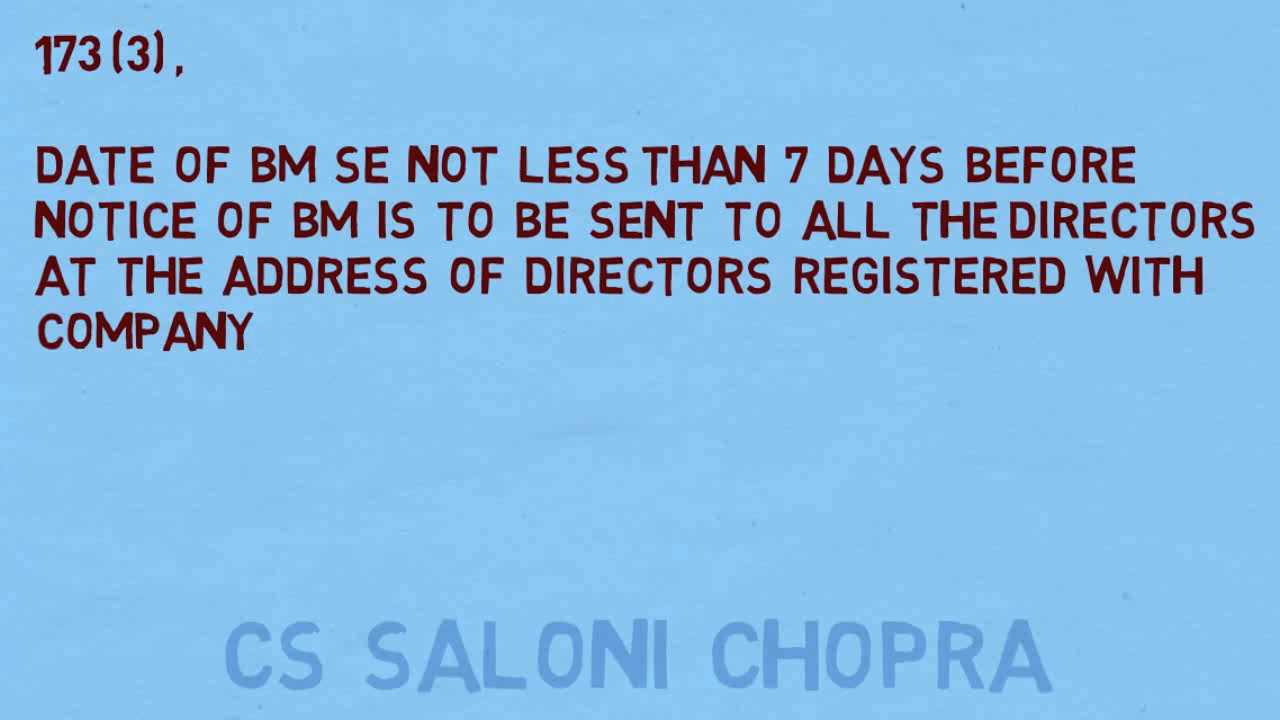 173(3),
DATE OF BM SE NOT LESS THAN 7 DAYS BEFORE
NOTICE OF BM IS TO BE SENT TO ALL THE DIRECTORS
AT THE ADDRESS OF DIRECTORS REGISTERED WITH
COMPANY
CS SALONI CHOPRA